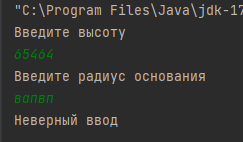 "C:\Program Files\Java\jdk-17
Введите высоту
65464
Введите радиус основания
вапвп
Неверный ввод